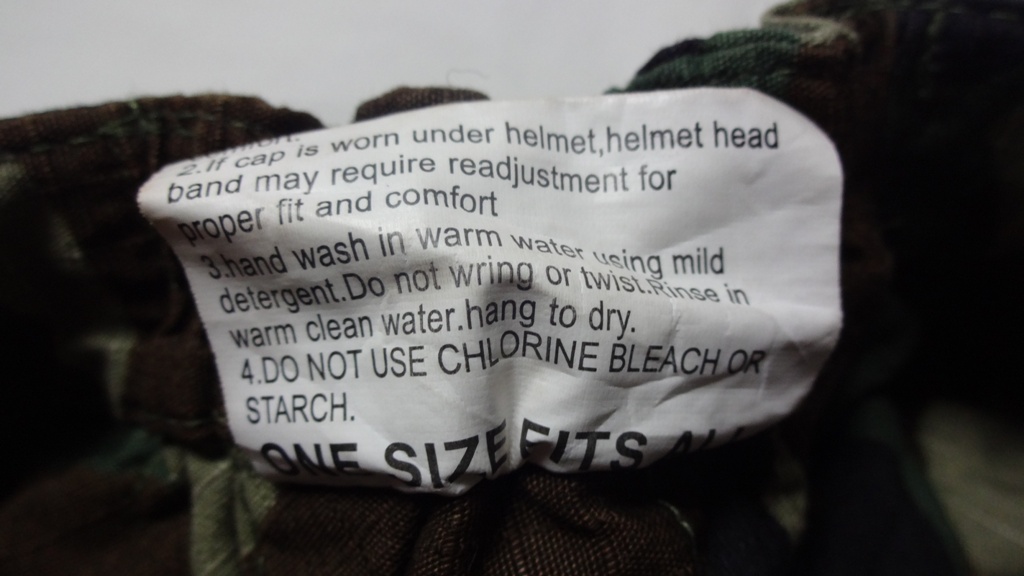 2.If cap is worn under helmet,helmet head
band may require readjustment for
proper fit and comfort
3.hand wash in warm water using mild
detergent.Do not wring or twist.Rinse in
warm clean water.hang to dry.
4.DO NOT USE CHLORINE BLEACH OR
STARCH.
ONE SIZE FITS ALL